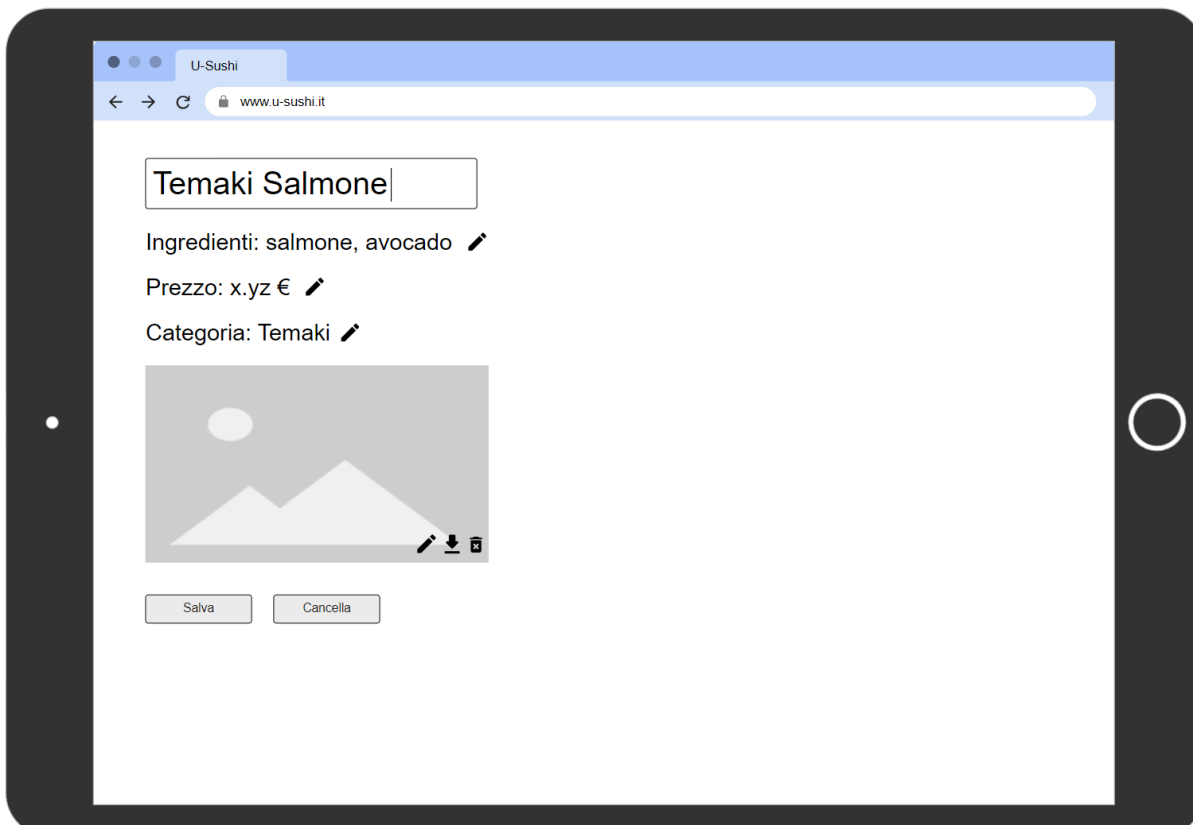 U-Sushi
www.u-sushi.it
Temaki Salmone
Ingredienti: salmone, avocado
Prezzo: x.yz €
Categoria: Temaki
Salva Cancella